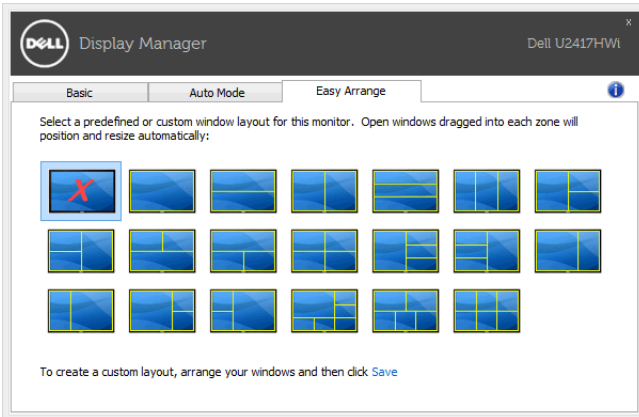 x
DELL Display Manager Dell U2417HWi
Basic Auto Mode Easy Arrange i
Select a predefined or custom window layout for this monitor. Open windows dragged into each zone will
position and resize automatically:
X
To create a custom layout, arrange your windows and then click Save